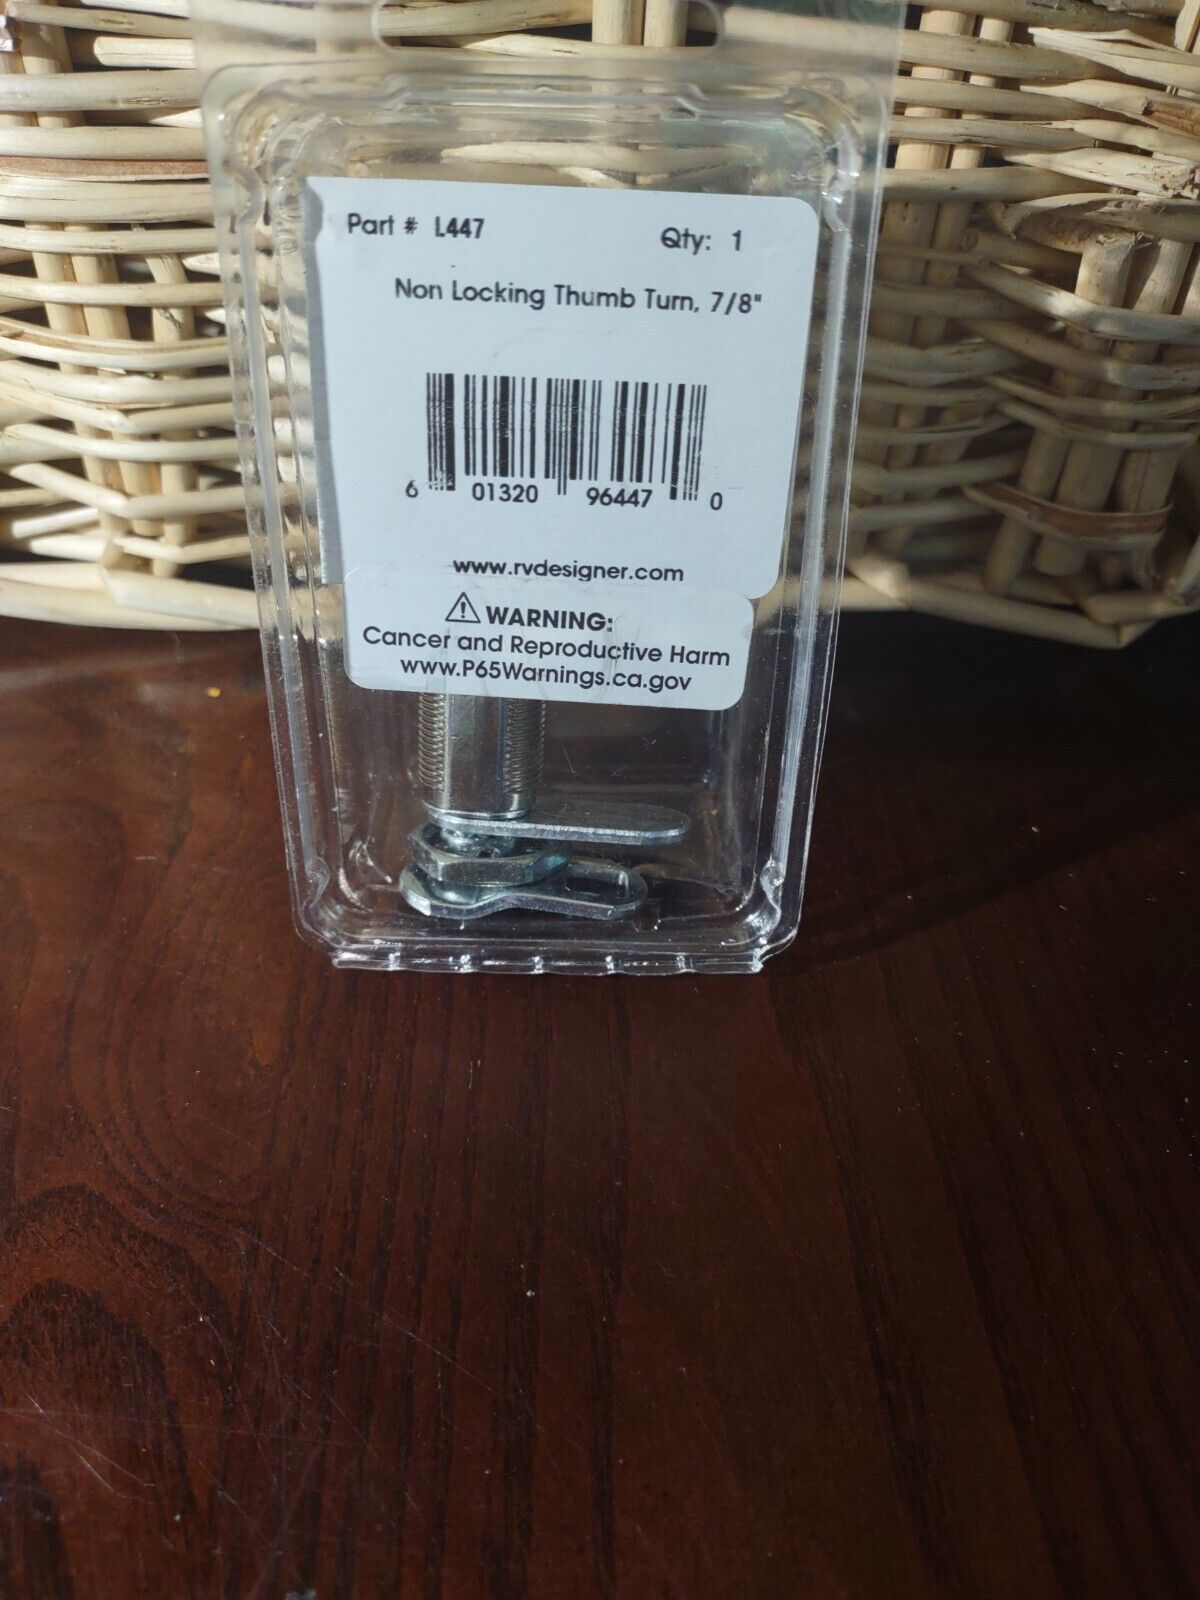 Part # L447 Qty: 1
Non Locking Thumb Turn, 7/8"
6 01320 96447 0
www.rvdesigner.com
⚠ WARNING:
Cancer and Reproductive Harm
www.P65Warnings.ca.gov